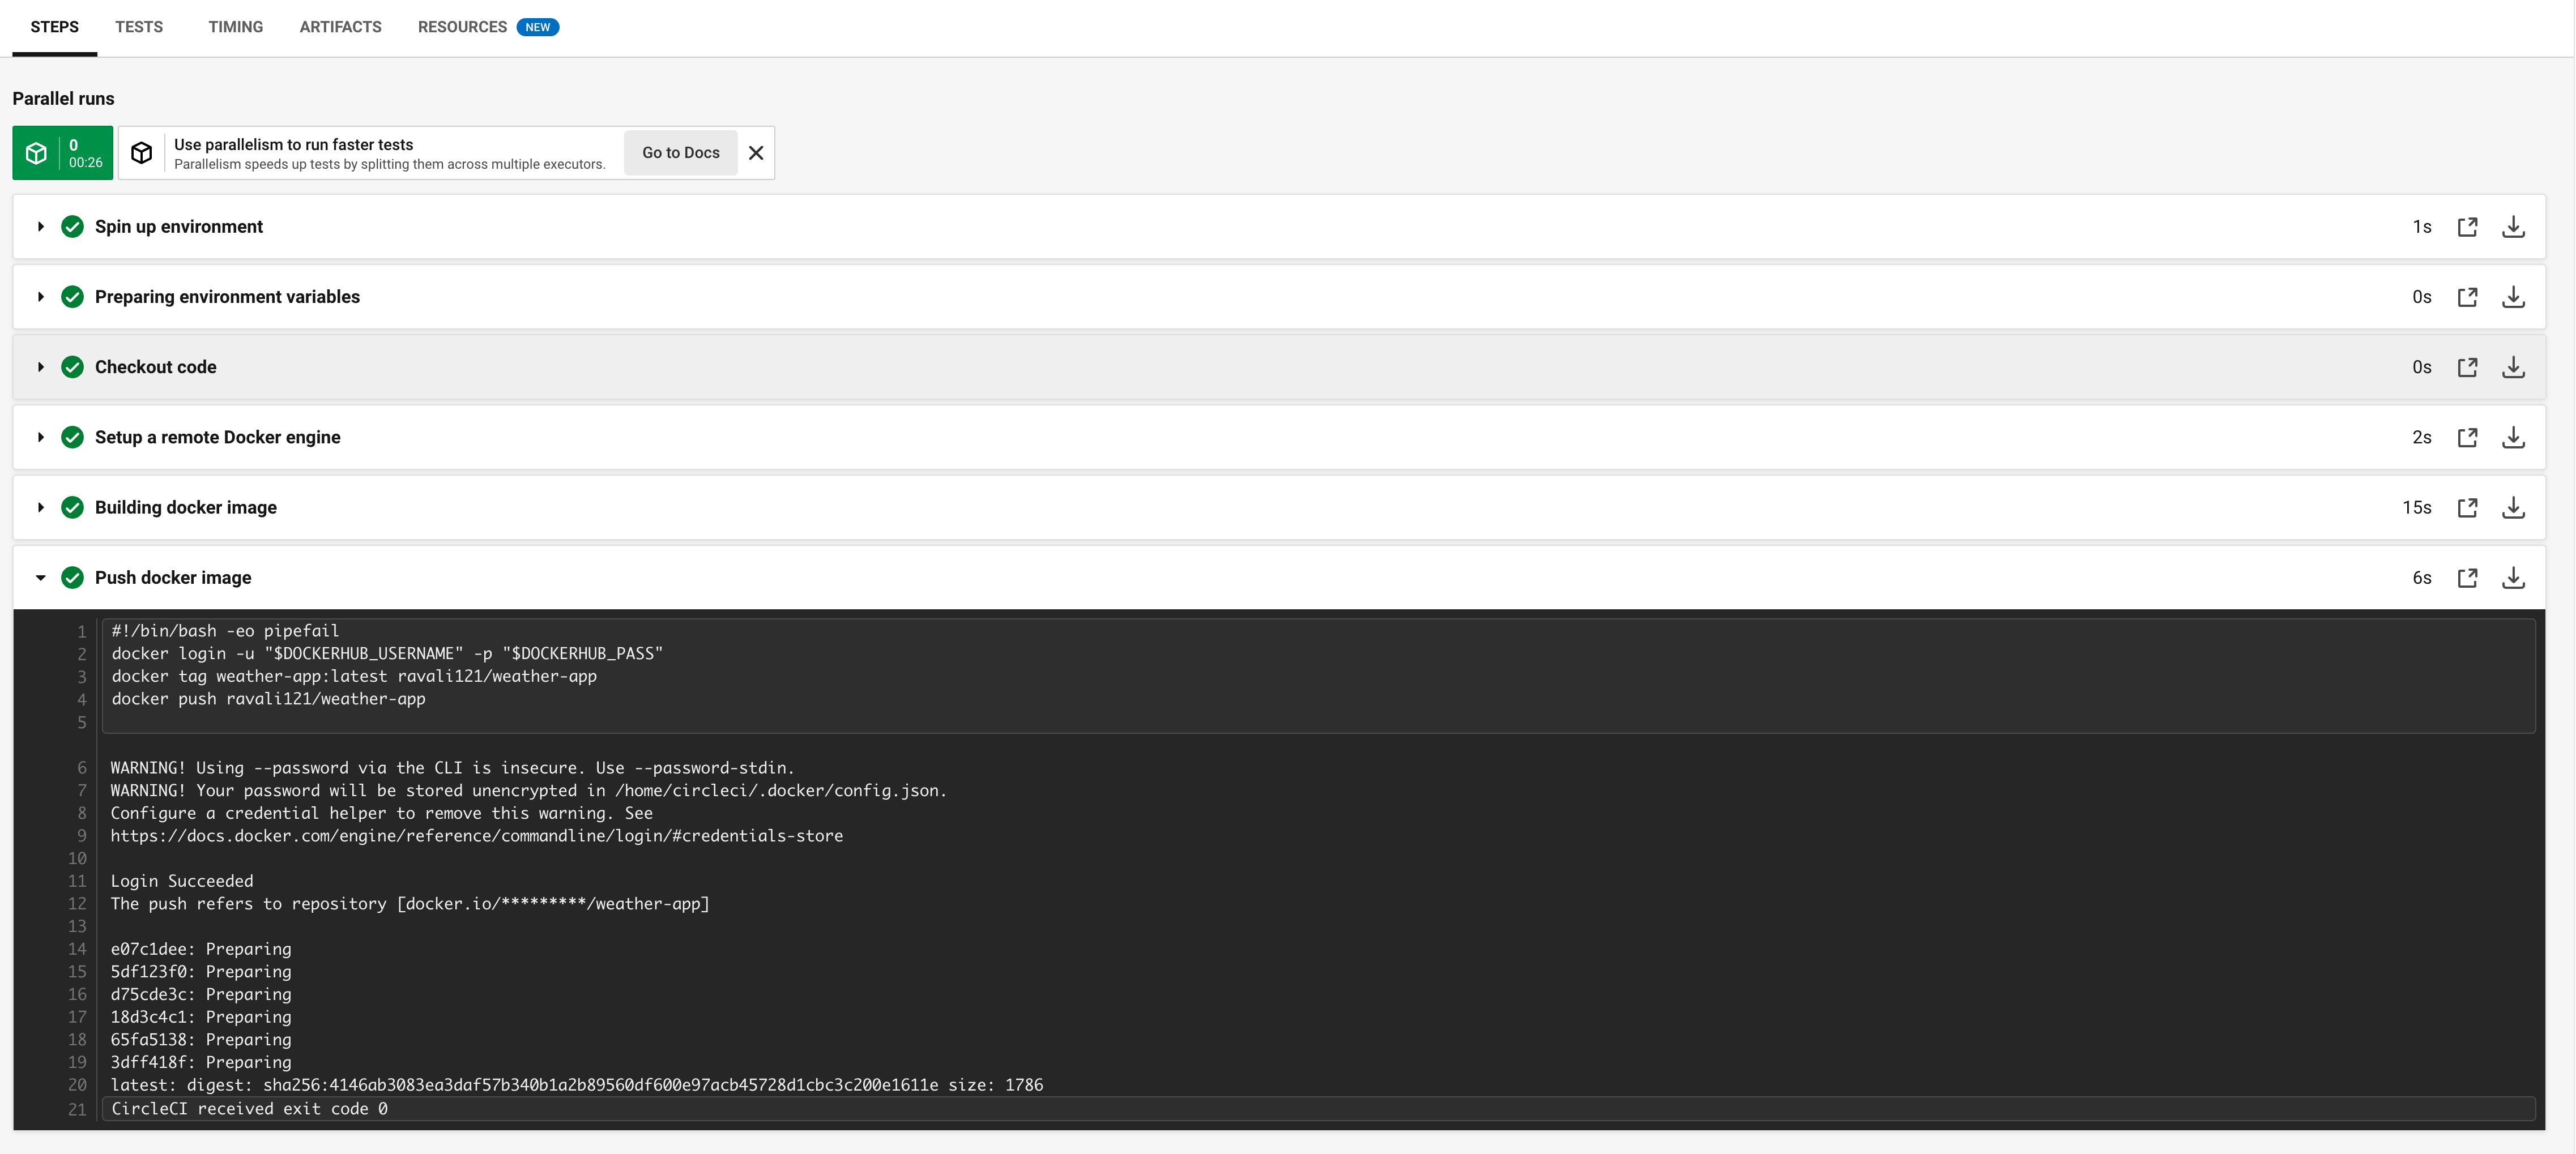 STEPS TESTS TIMING ARTIFACTS RESOURCES NEW
Parallel runs
0
00:26
Use parallelism to run faster tests
Parallelism speeds up tests by splitting them across multiple executors.
Go to Docs
Spin up environment 1s
Preparing environment variables 0s
Checkout code 0s
Setup a remote Docker engine 2s
Building docker image 15s
Push docker image 6s
1 #!/bin/bash -eo pipefail
2 docker login -u "$DOCKERHUB_USERNAME" -p "$DOCKERHUB_PASS"
3 docker tag weather-app:latest ravali121/weather-app
4 docker push ravali121/weather-app
5
6 WARNING! Using --password via the CLI is insecure. Use --password-stdin.
7 WARNING! Your password will be stored unencrypted in /home/circleci/.docker/config.json.
8 Configure a credential helper to remove this warning. See
9 https://docs.docker.com/engine/reference/commandline/login/#credentials-store
10
11 Login Succeeded
12 The push refers to repository [docker.io/*********/weather-app]
13
14 e07c1dee: Preparing
15 5df123f0: Preparing
16 d75cde3c: Preparing
17 18d3c4c1: Preparing
18 65fa5138: Preparing
19 3dff418f: Preparing
20 latest: digest: sha256:4146ab3083ea3daf57b340b1a2b89560df600e97acb45728d1cbc3c200e1611e size: 1786
21 CircleCI received exit code 0